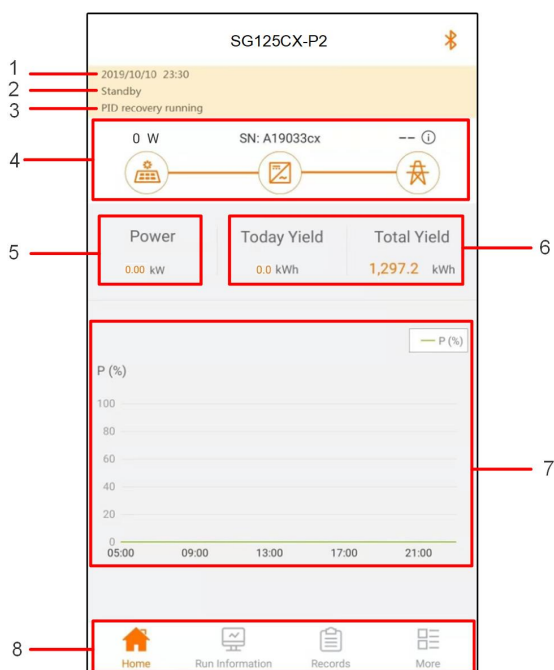 SG125CX-P2
1
2019/10/10 23:30
2
Standby
3
PID recovery running
0 W SN: A19033cx --
4
Power Today Yield Total Yield
5
6
0.00 kW 0.0 kWh 1,297.2 kWh
P (%)
P (%)
100
80
60
7
40
20
0
05:00 09:00 13:00 17:00 21:00
8
Home Run Information Records More